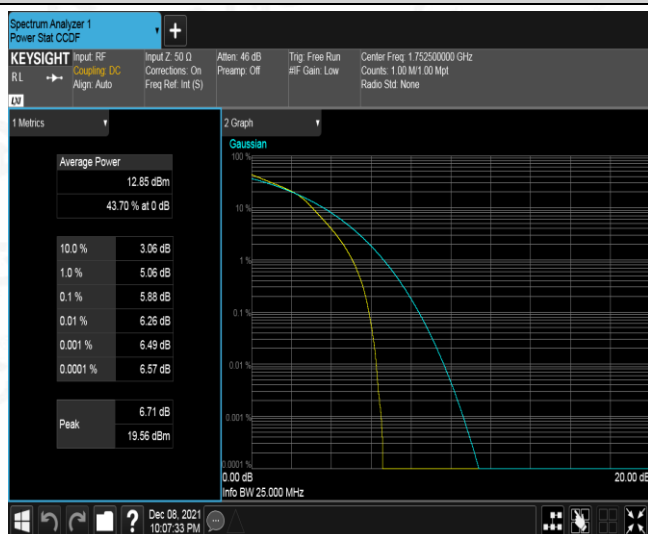 Spectrum Analyzer 1
Power Stat CCDF
+
KEYSIGHT
RL
LXI
Input: RF
Coupling: DC
Align: Auto
Input Z: 50 Ω
Corrections: On
Freq Ref: Int (S)
Atten: 46 dB
Preamp: Off
Trig: Free Run
#IF Gain: Low
Center Freq: 1.752500000 GHz
Counts: 1.00 M/1.00 Mpt
Radio Std: None
1 Metrics
Average Power
12.85 dBm
43.70 % at 0 dB
10.0 % 3.06 dB
1.0 % 5.06 dB
0.1 % 5.88 dB
0.01 % 6.26 dB
0.001 % 6.49 dB
0.0001 % 6.57 dB
Peak
6.71 dB
19.56 dBm
2 Graph
Gaussian
100 %
10 %
1 %
0.1 %
0.01 %
0.001 %
0.0001 %
0.00 dB
20.00 dB
Info BW 25.000 MHz
?
Dec 08, 2021
10:07:33 PM